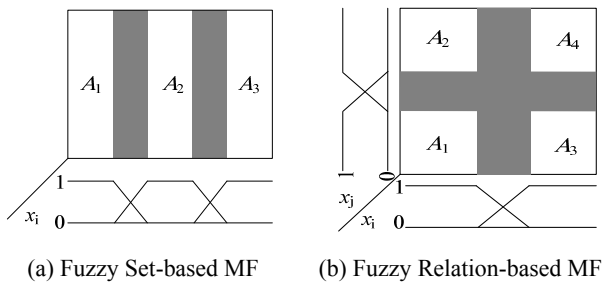 A1
A2
A3
1
0
xi
A2
A4
A1
A3
1
0
xj
xi
1
0
(a) Fuzzy Set-based MF
(b) Fuzzy Relation-based MF